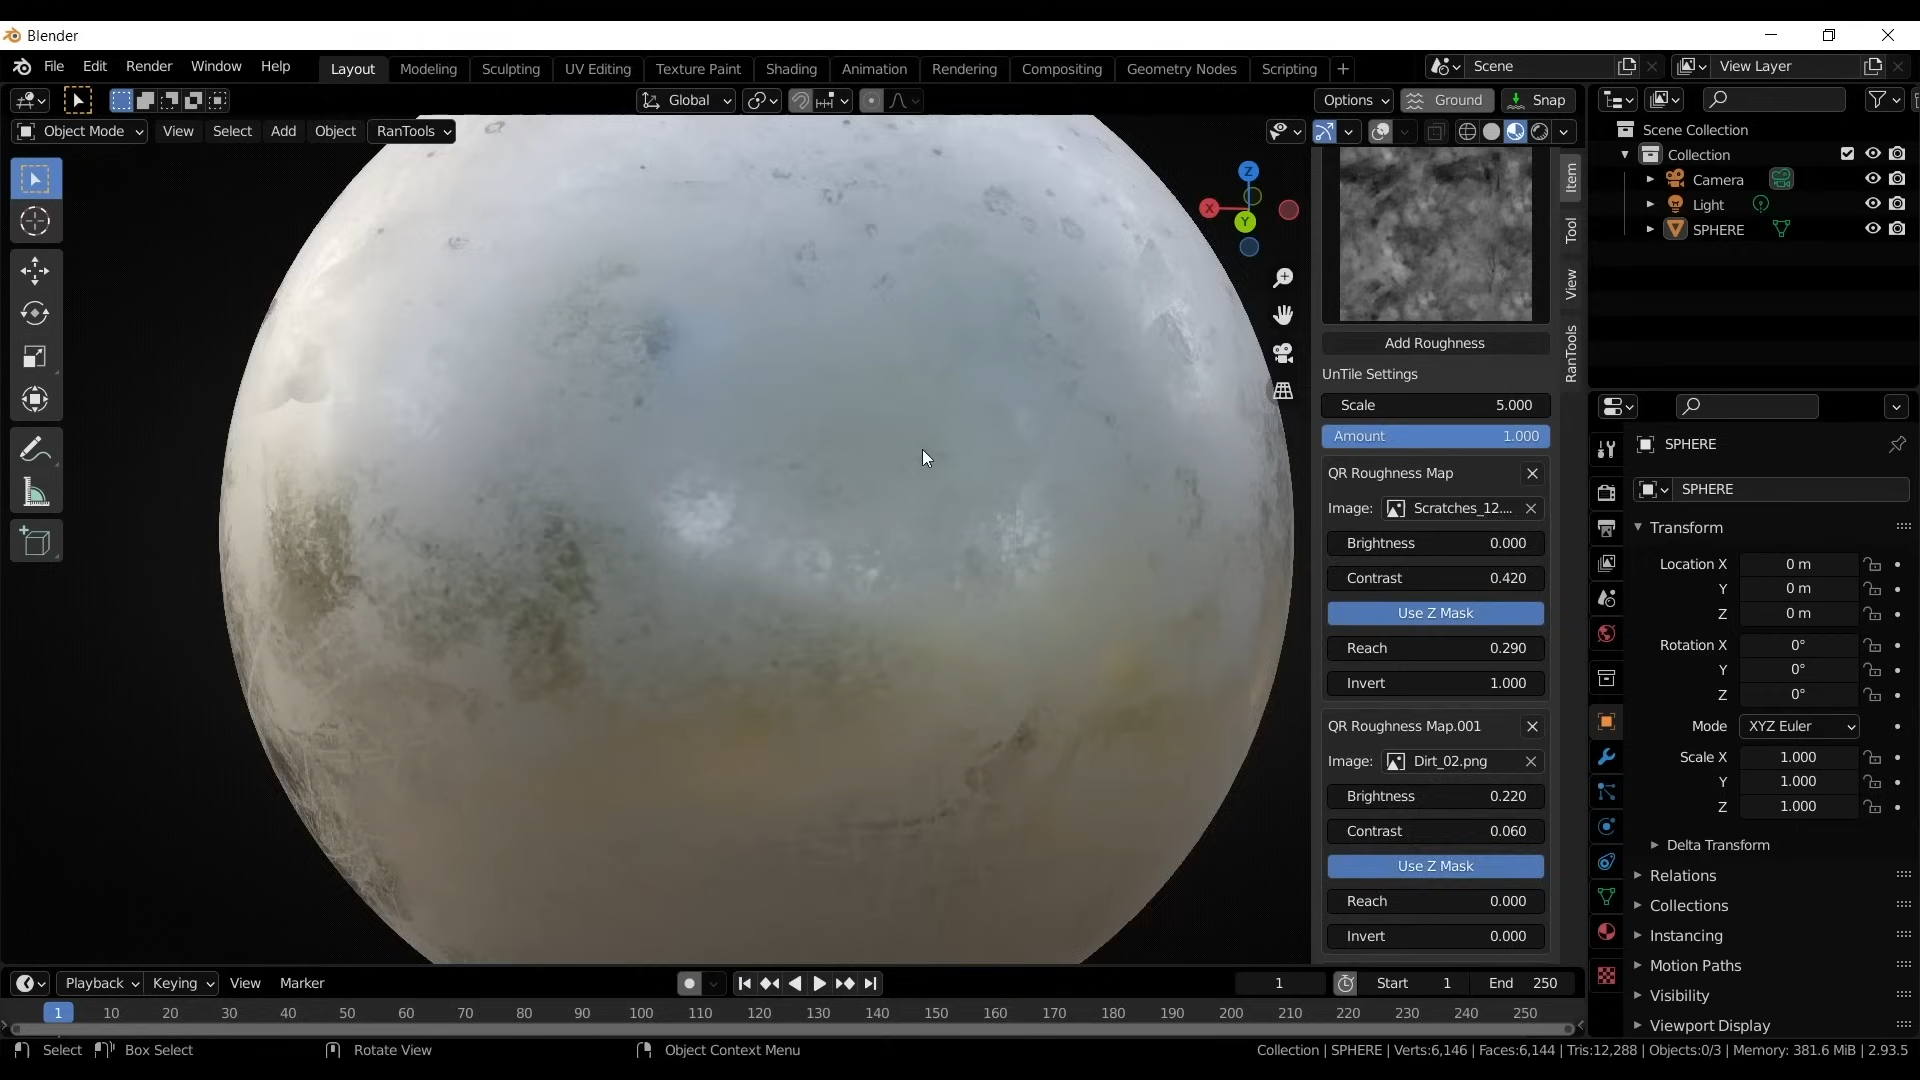 Blender
File Edit Render Window Help Layout Modeling Sculpting UV Editing Texture Paint Shading Animation Rendering Compositing Geometry Nodes Scripting + Scene View Layer
Global Options Ground Snap
Object Mode View Select Add Object RanTools
Scene Collection
Collection
Camera
Light
SPHERE
Z
X
Y
Item
Tool
View
RanTools
Add Roughness
UnTile Settings
Scale 5.000
Amount 1.000
QR Roughness Map
Image: Scratches_12....
Brightness 0.000
Contrast 0.420
Use Z Mask
Reach 0.290
Invert 1.000
QR Roughness Map.001
Image: Dirt_02.png
Brightness 0.220
Contrast 0.060
Use Z Mask
Reach 0.000
Invert 0.000
SPHERE
SPHERE
Transform
Location X 0 m
Y 0 m
Z 0 m
Rotation X 0°
Y 0°
Z 0°
Mode XYZ Euler
Scale X 1.000
Y 1.000
Z 1.000
Delta Transform
Relations
Collections
Instancing
Motion Paths
Visibility
Viewport Display
Playback Keying View Marker 1 Start 1 End 250
1 10 20 30 40 50 60 70 80 90 100 110 120 130 140 150 160 170 180 190 200 210 220 230 240 250
Select Box Select Rotate View Object Context Menu Collection | SPHERE | Verts:6,146 | Faces:6,144 | Tris:12,288 | Objects:0/3 | Memory: 381.6 MiB | 2.93.5